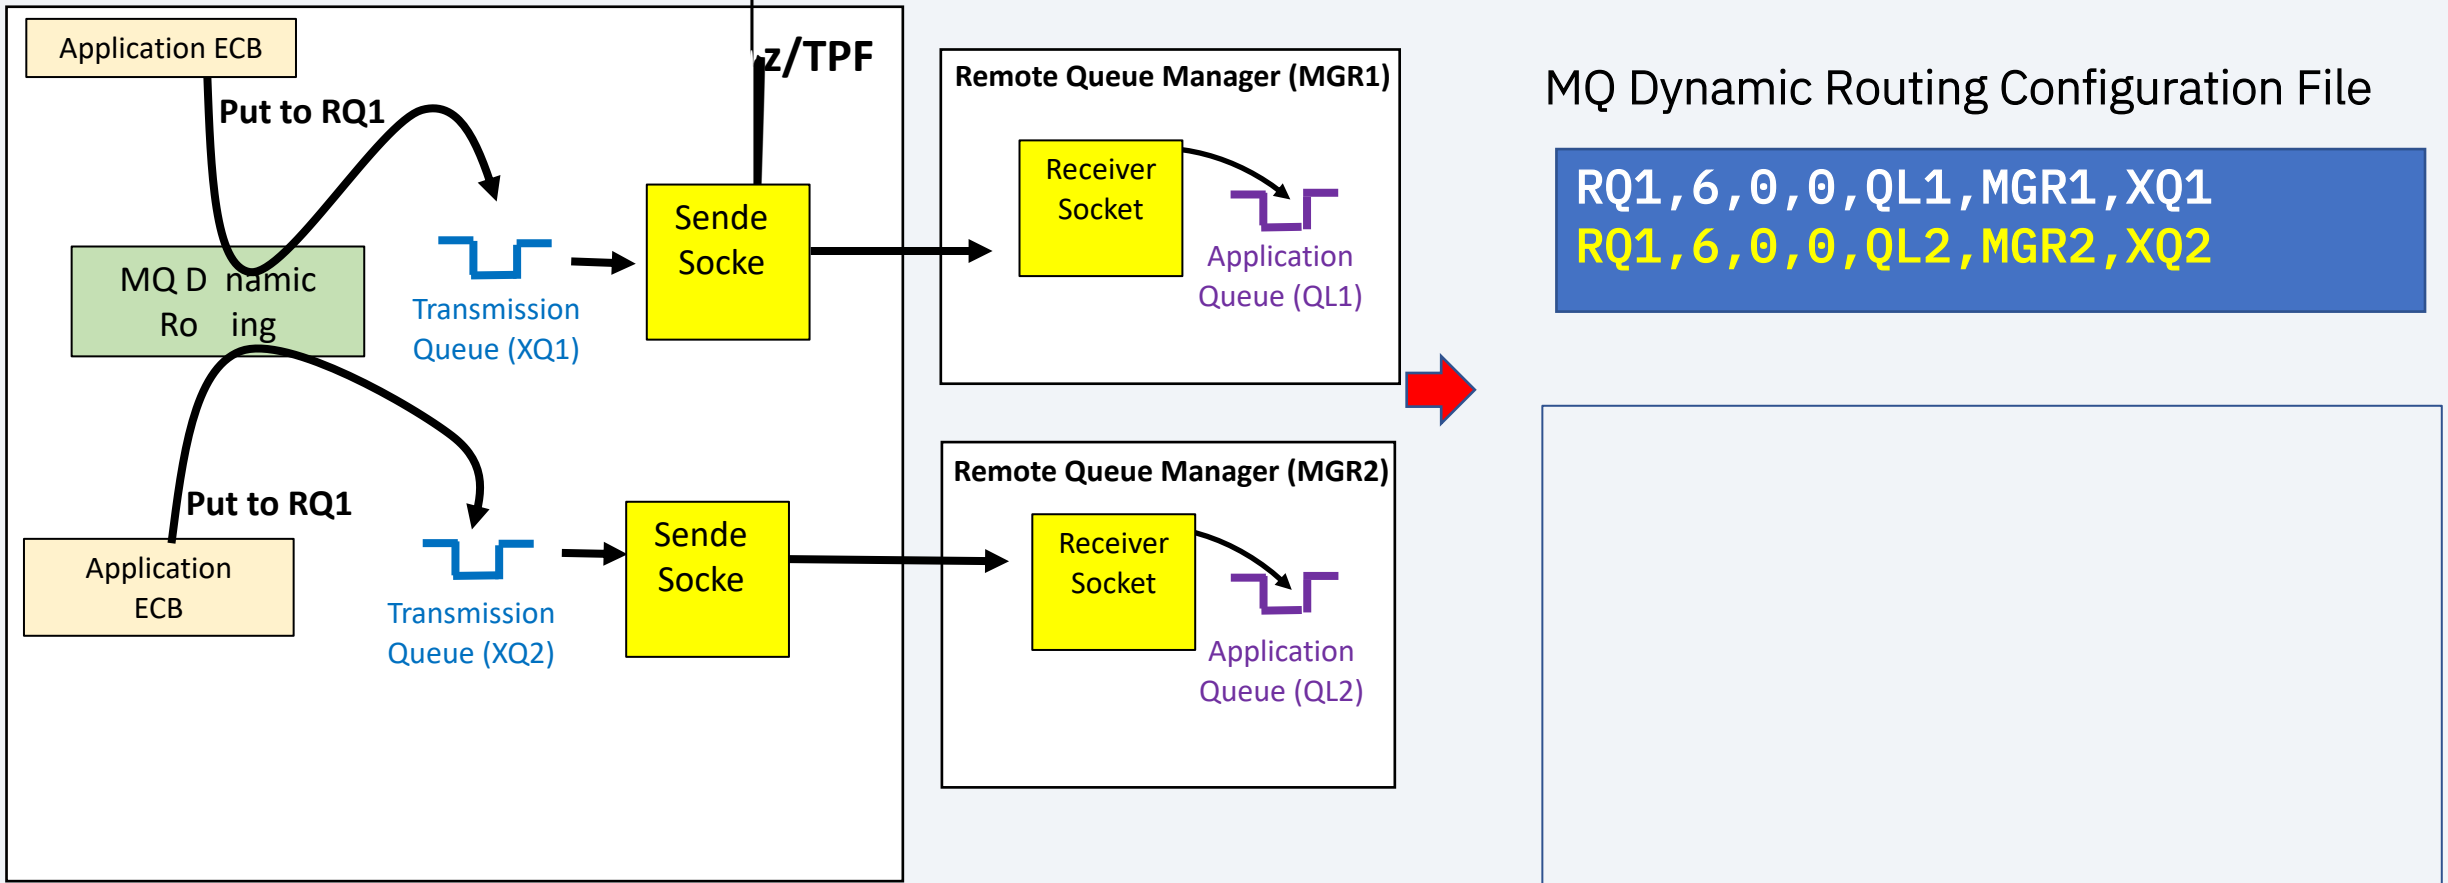 Application ECB
z/TPF
Put to RQ1
MQ D namic
Ro ing
Transmission
Queue (XQ1)
Sende
Socke
Put to RQ1
Application
ECB
Transmission
Queue (XQ2)
Sende
Socke
Remote Queue Manager (MGR1)
Receiver
Socket
Application
Queue (QL1)
Remote Queue Manager (MGR2)
Receiver
Socket
Application
Queue (QL2)
MQ Dynamic Routing Configuration File
RQ1,6,0,0,QL1,MGR1,XQ1
RQ1,6,0,0,QL2,MGR2,XQ2